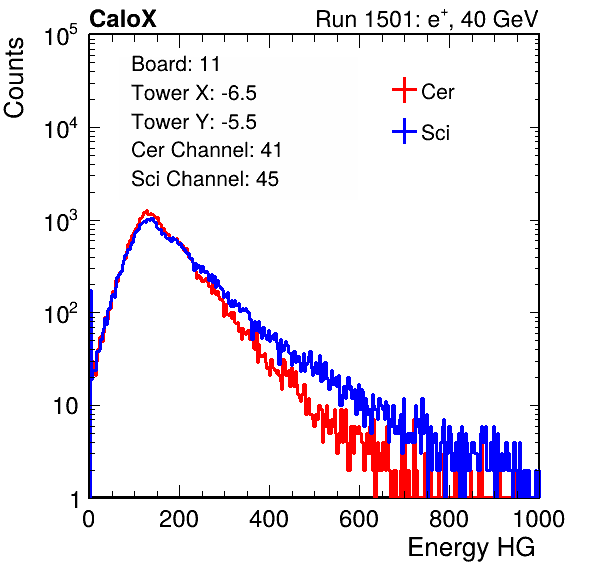 CaloX Run 1501: e⁺, 40 GeV
Counts
10⁵
10⁴
10³
10²
10
1
Board: 11
Tower X: -6.5
Tower Y: -5.5
Cer Channel: 41
Sci Channel: 45
Cer
Sci
0 200 400 600 800 1000
Energy HG